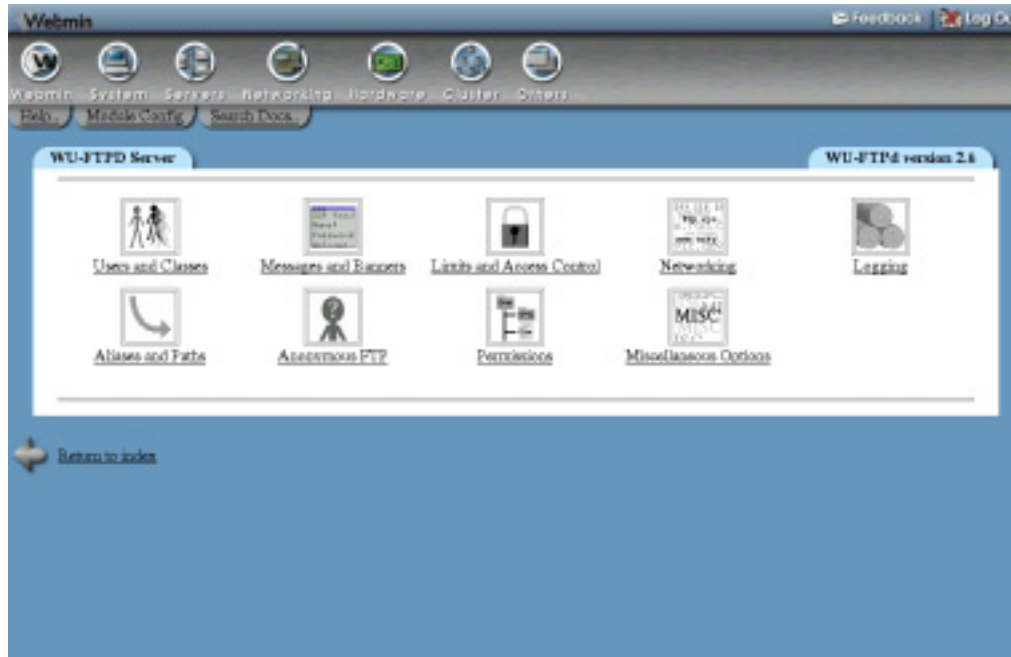 Webmin Feedback Log Ou
Webmin System Servers Networking Hardware Cluster Others
Help.. Module Config Search Docs..
WU-FTPD Server WU-FTPd version 2.6
Users and Classes Messages and Banners Limits and Access Control Networking Logging
MISC
Aliases and Paths Anonymous FTP Permissions Miscellaneous Options
Return to index